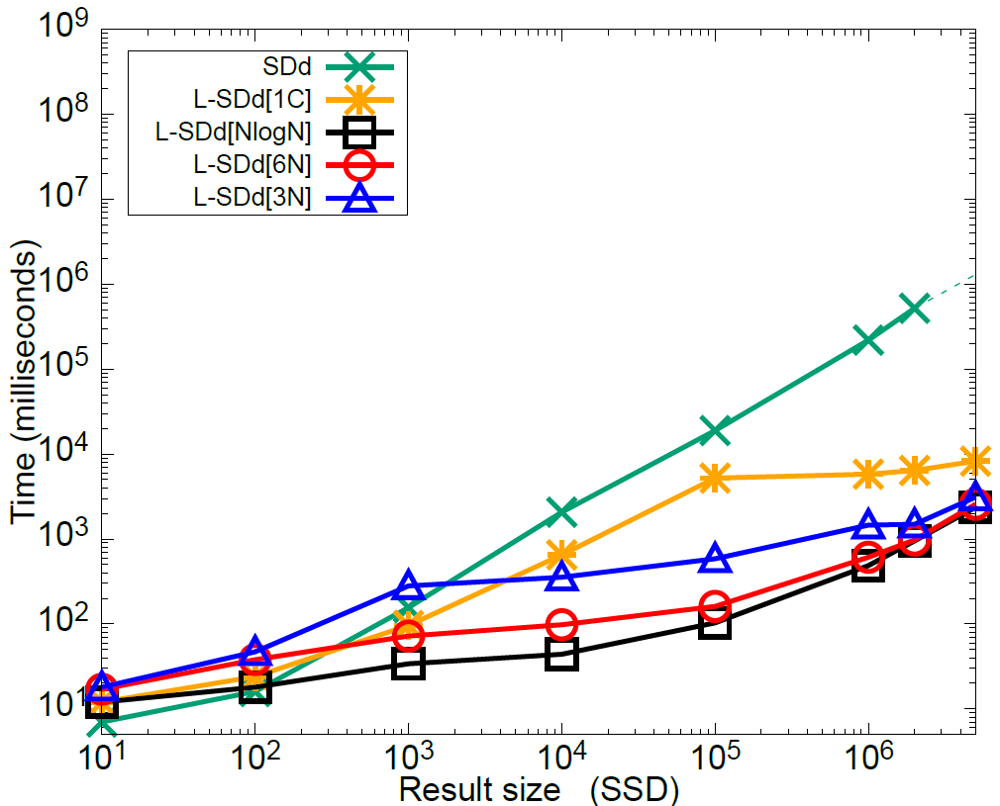 10^9
10^8
10^7
10^6
10^5
10^4
10^3
10^2
10^1
Time (milliseconds)
SDd
L-SDd[1C]
L-SDd[NlogN]
L-SDd[6N]
L-SDd[3N]
10^1 10^2 10^3 10^4 10^5 10^6
Result size (SSD)